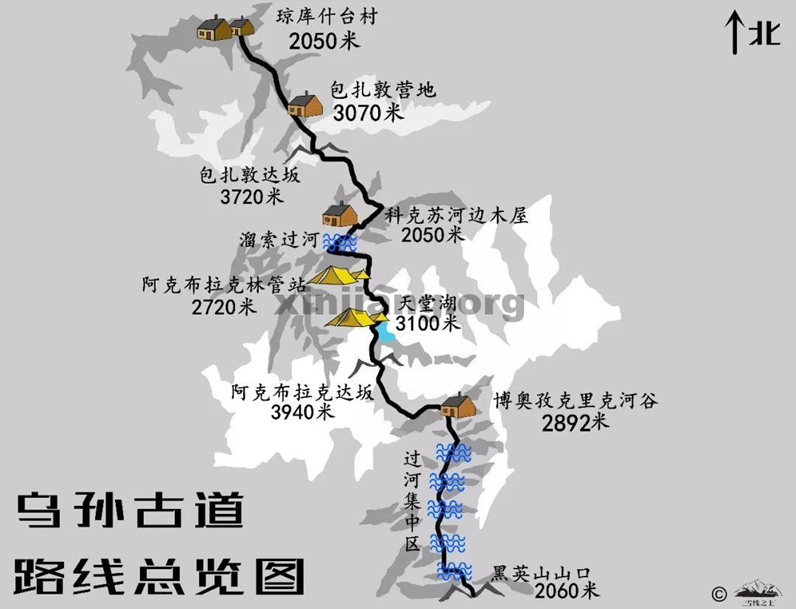 琼库什台村
2050米
北
包扎敦营地
3070米
包扎敦达坂
3720米
科克苏河边木屋
2050米
溜索过河
阿克布拉克林管站
2720米
天堂湖
3100米
阿克布拉克达坂
3940米
博奥孜克里克河谷
2892米
过河集中区
黑英山山口
2060米
乌孙古道
路线总览图
©